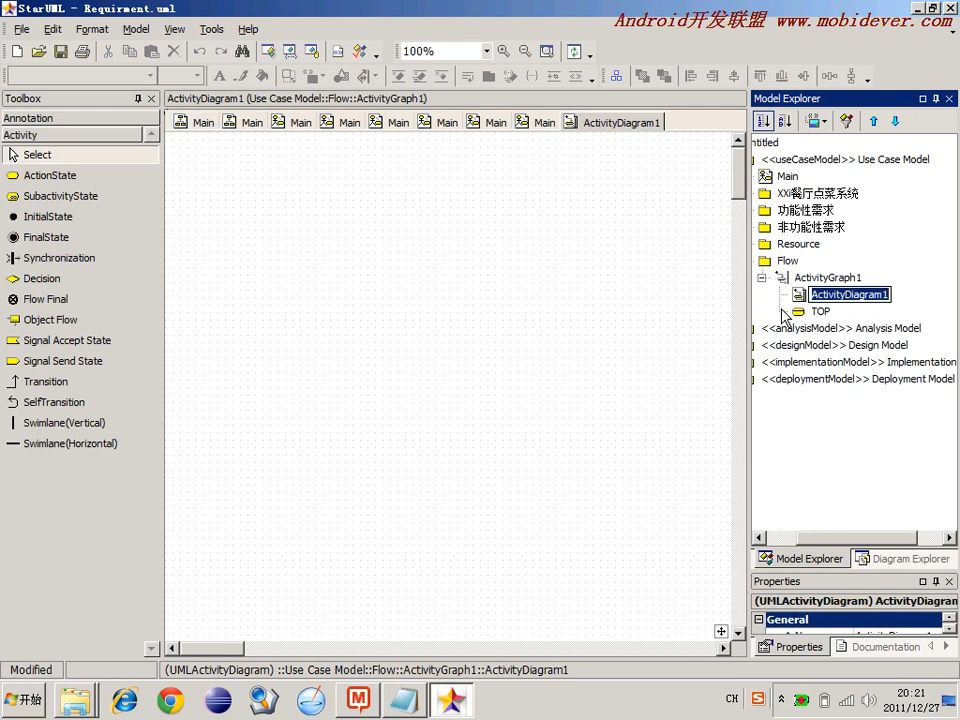 StarUML - Requirment.uml
Android开发联盟 www.mobidever.com
File Edit Format Model View Tools Help
100%
Toolbox
ActivityDiagram1 (Use Case Model::Flow::ActivityGraph1)
Model Explorer
Annotation
Activity
Main Main Main Main Main Main Main Main ActivityDiagram1
Select
ActionState
SubactivityState
InitialState
FinalState
Synchronization
Decision
Flow Final
Object Flow
Signal Accept State
Signal Send State
Transition
SelfTransition
Swimlane(Vertical)
Swimlane(Horizontal)
ntitled
<<useCaseModel>> Use Case Model
Main
XXi餐厅点菜系统
功能性需求
非功能性需求
Resource
Flow
ActivityGraph1
ActivityDiagram1
TOP
<<analysisModel>> Analysis Model
<<designModel>> Design Model
<<implementationModel>> Implementation
<<deploymentModel>> Deployment Model
Model Explorer Diagram Explorer
Properties
(UMLActivityDiagram) ActivityDiagram
General
Properties Documentation
Modified
(UMLActivityDiagram) ::Use Case Model::Flow::ActivityGraph1::ActivityDiagram1
开始
CH
20:21
2011/12/27